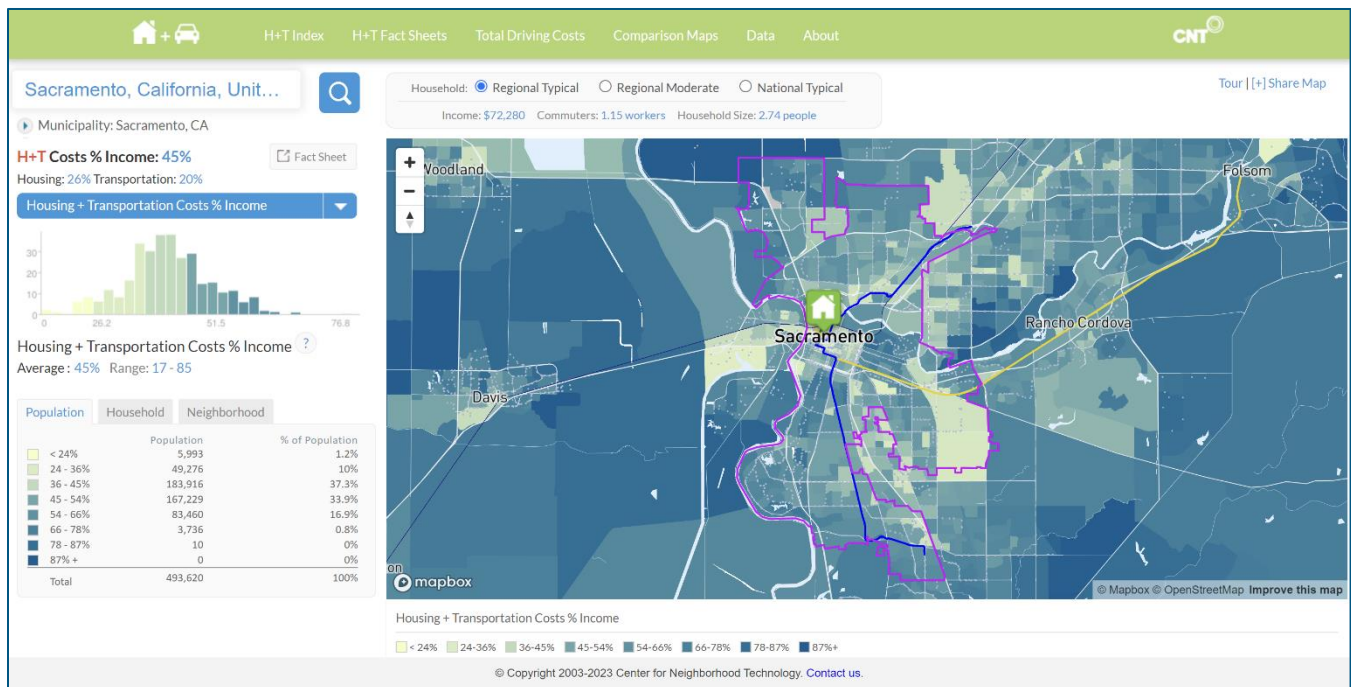 H+T Index H+T Fact Sheets Total Driving Costs Comparison Maps Data About CNT
Sacramento, California, Unit...
Municipality: Sacramento, CA
H+T Costs % Income: 45% Fact Sheet
Housing: 26% Transportation: 20%
Housing + Transportation Costs % Income
30
20
10
0 26.2 51.5 76.8
Housing + Transportation Costs % Income ?
Average : 45% Range: 17 - 85
Population Household Neighborhood
Population % of Population
< 24% 5,993 1.2%
24 - 36% 49,276 10%
36 - 45% 183,916 37.3%
45 - 54% 167,229 33.9%
54 - 66% 83,460 16.9%
66 - 78% 3,736 0.8%
78 - 87% 10 0%
87% + 0 0%
Total 493,620 100%
Household: Regional Typical Regional Moderate National Typical
Income: $72,280 Commuters: 1.15 workers Household Size: 2.74 people
Tour | [+] Share Map
+
−
Woodland
Folsom
Sacramento
Rancho Cordova
Davis
on
mapbox
© Mapbox © OpenStreetMap Improve this map
Housing + Transportation Costs % Income
< 24% 24-36% 36-45% 45-54% 54-66% 66-78% 78-87% 87%+
© Copyright 2003-2023 Center for Neighborhood Technology. Contact us.